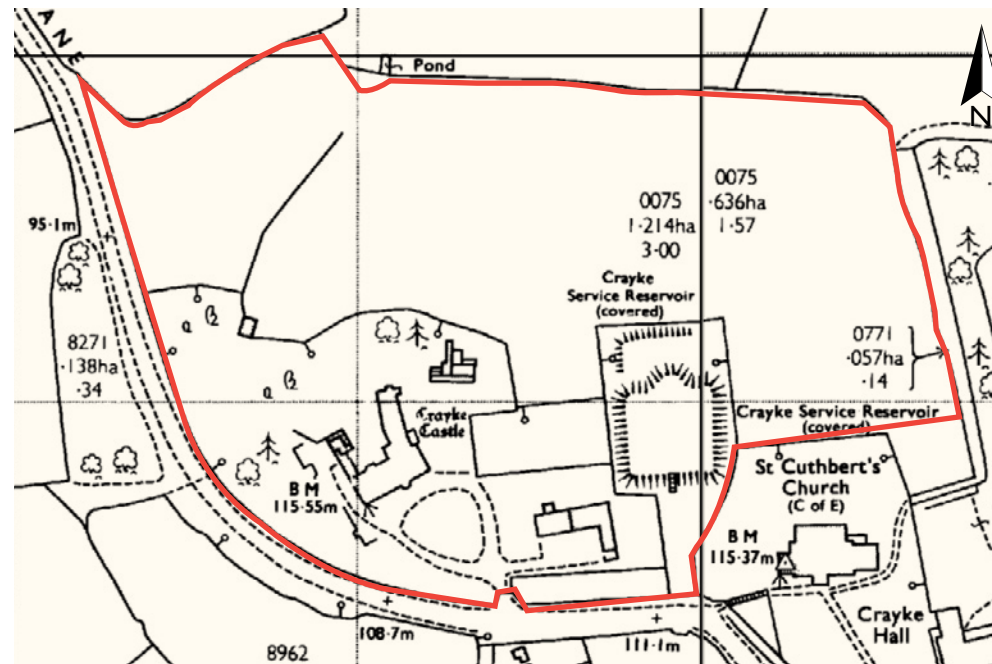 ANE
Pond
N
95·1m
0075
1·214ha
3·00
0075
·636ha
1·57
Crayke
Service Reservoir
(covered)
8271
·138ha
·34
0771
·057ha
·14
Crayke
Castle
Crayke Service Reservoir
(covered)
St Cuthbert's
Church
(C of E)
B M
115·55m
B M
115·37m
Crayke
Hall
108·7m
111·1m
8962